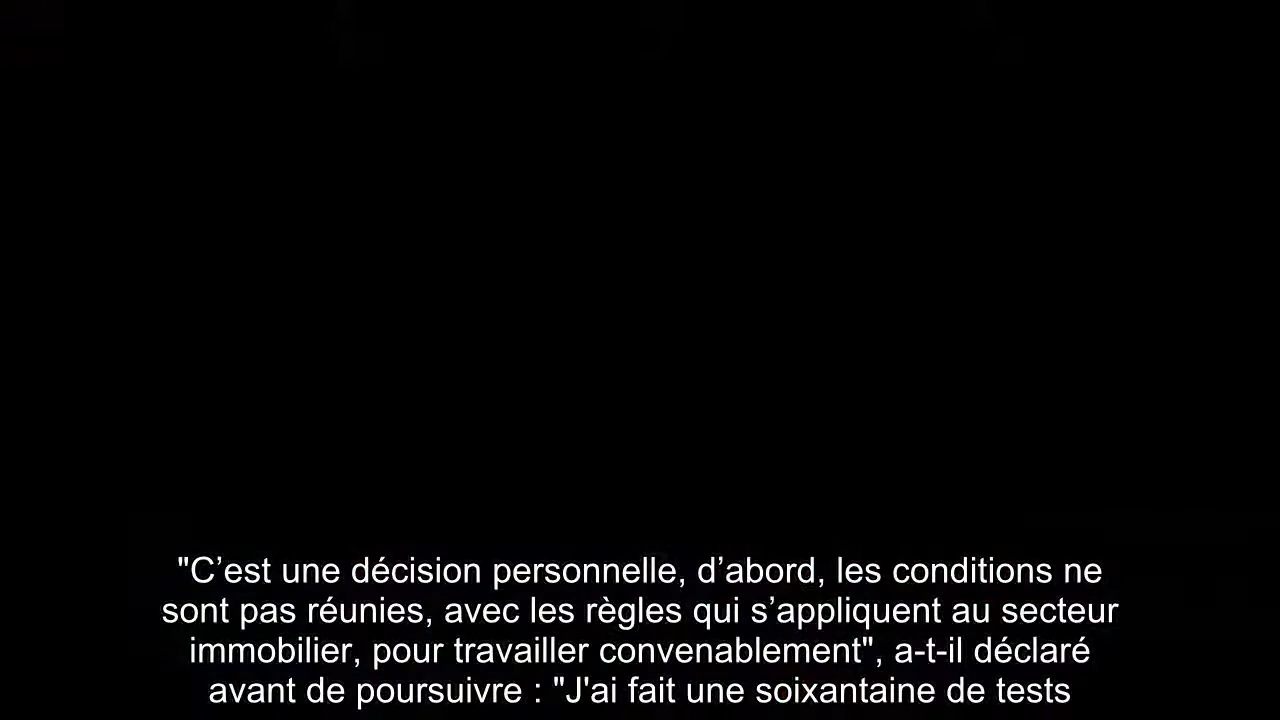 "C’est une décision personnelle, d’abord, les conditions ne
sont pas réunies, avec les règles qui s’appliquent au secteur
immobilier, pour travailler convenablement", a-t-il déclaré
avant de poursuivre : "J'ai fait une soixantaine de tests